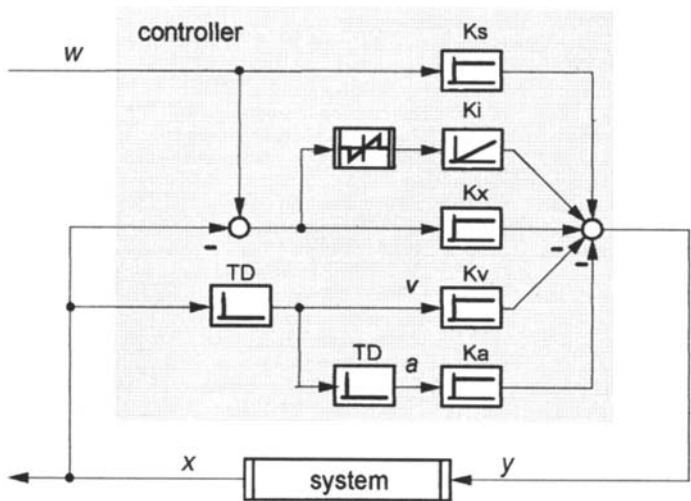 controller
Ks
w
Ki
Kx
-
TD
v
Kv
-
-
TD
a
Ka
x
system
y